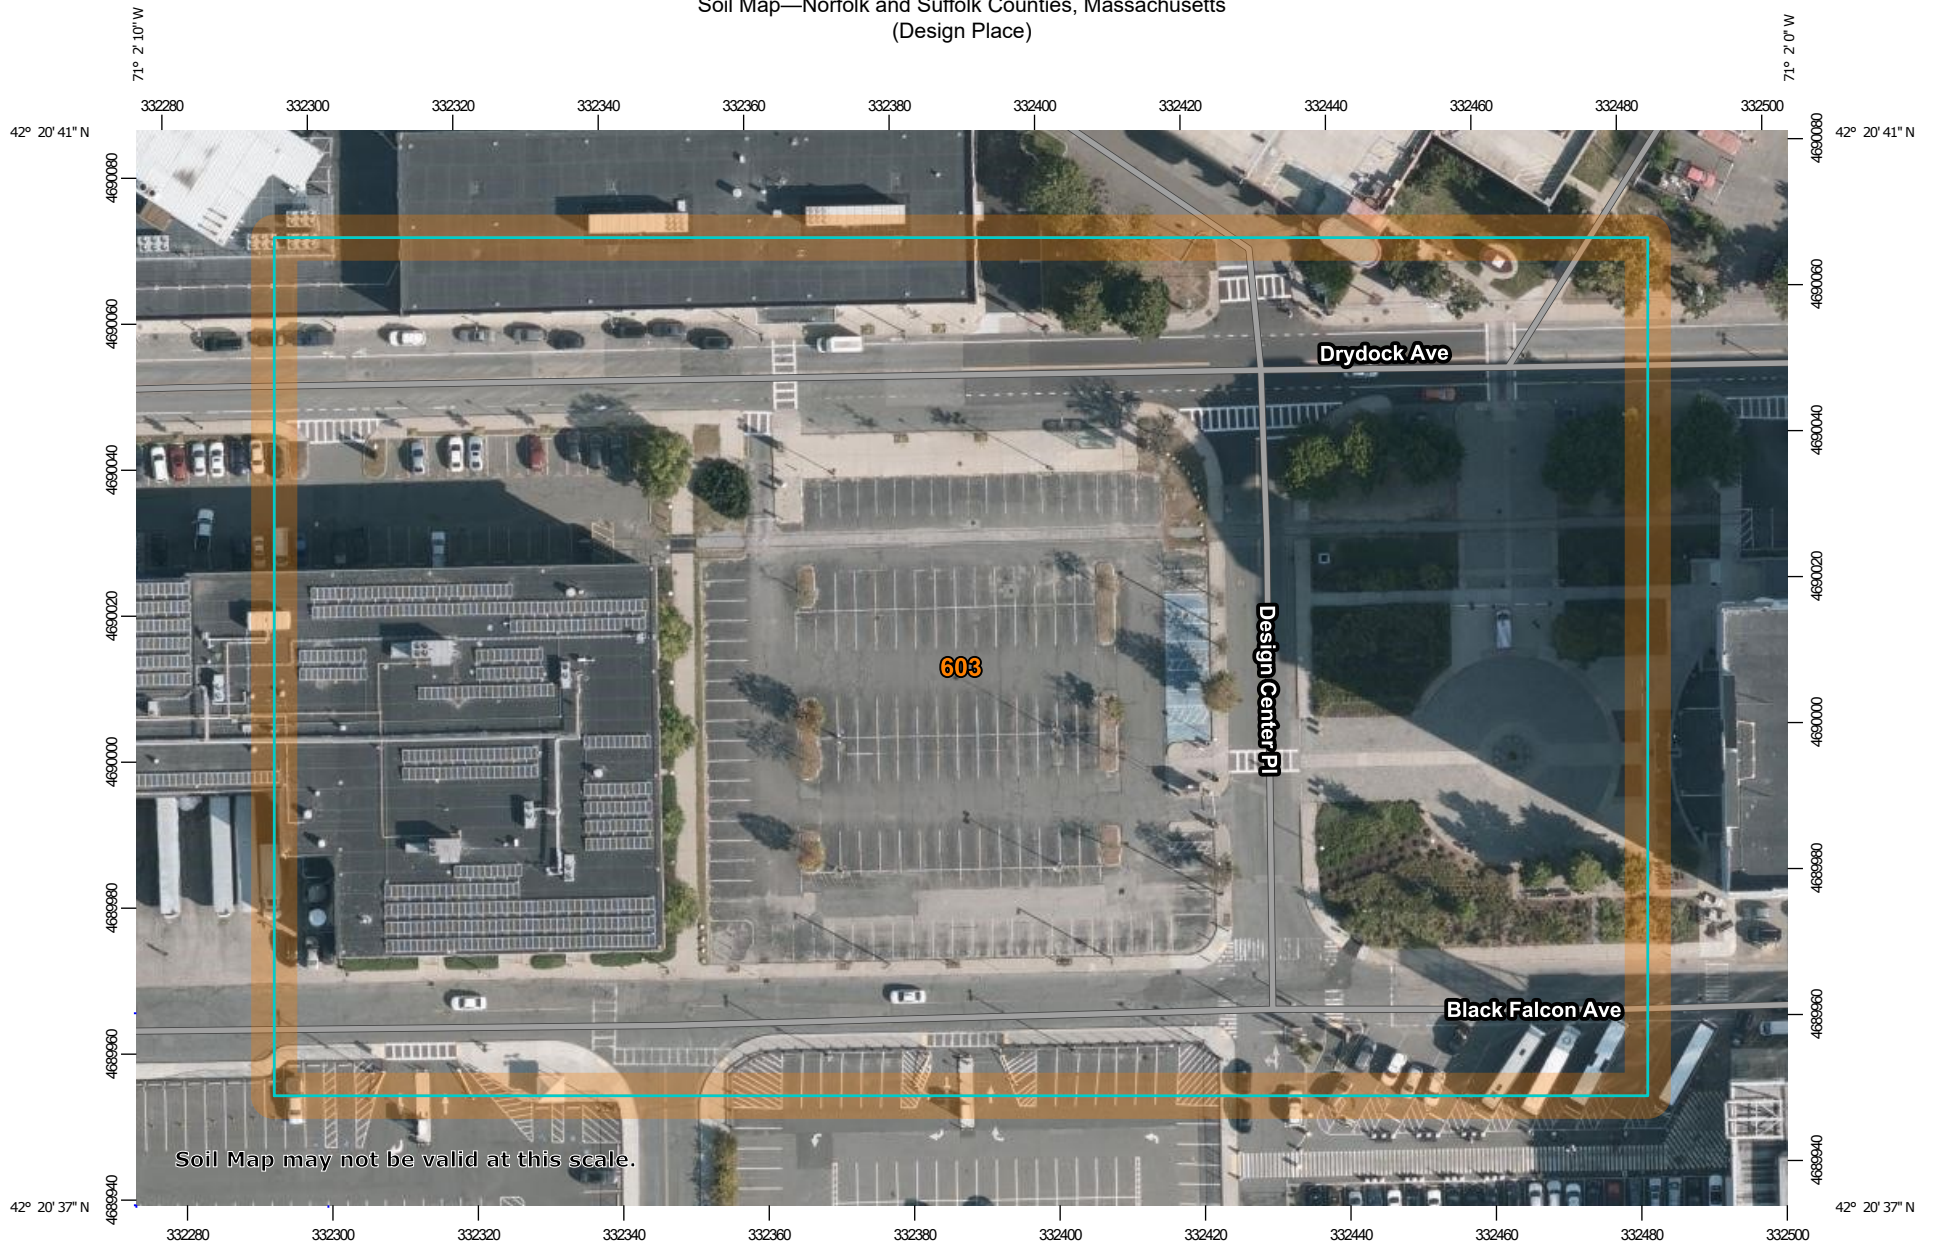 Soil Map—Norfolk and Suffolk Counties, Massachusetts
(Design Place)
71° 2' 10'' W
71° 2' 0'' W
332280 332300 332320 332340 332360 332380 332400 332420 332440 332460 332480 332500
42° 20' 41'' N
42° 20' 41'' N
4690080
4690060
4690040
4690020
4690000
4689980
4689960
4689940
4690080
4690060
4690040
4690020
4690000
4689980
4689960
4689940
Drydock Ave
603
Design Center Pl
Black Falcon Ave
Soil Map may not be valid at this scale.
42° 20' 37'' N
42° 20' 37'' N
332280 332300 332320 332340 332360 332380 332400 332420 332440 332460 332480 332500